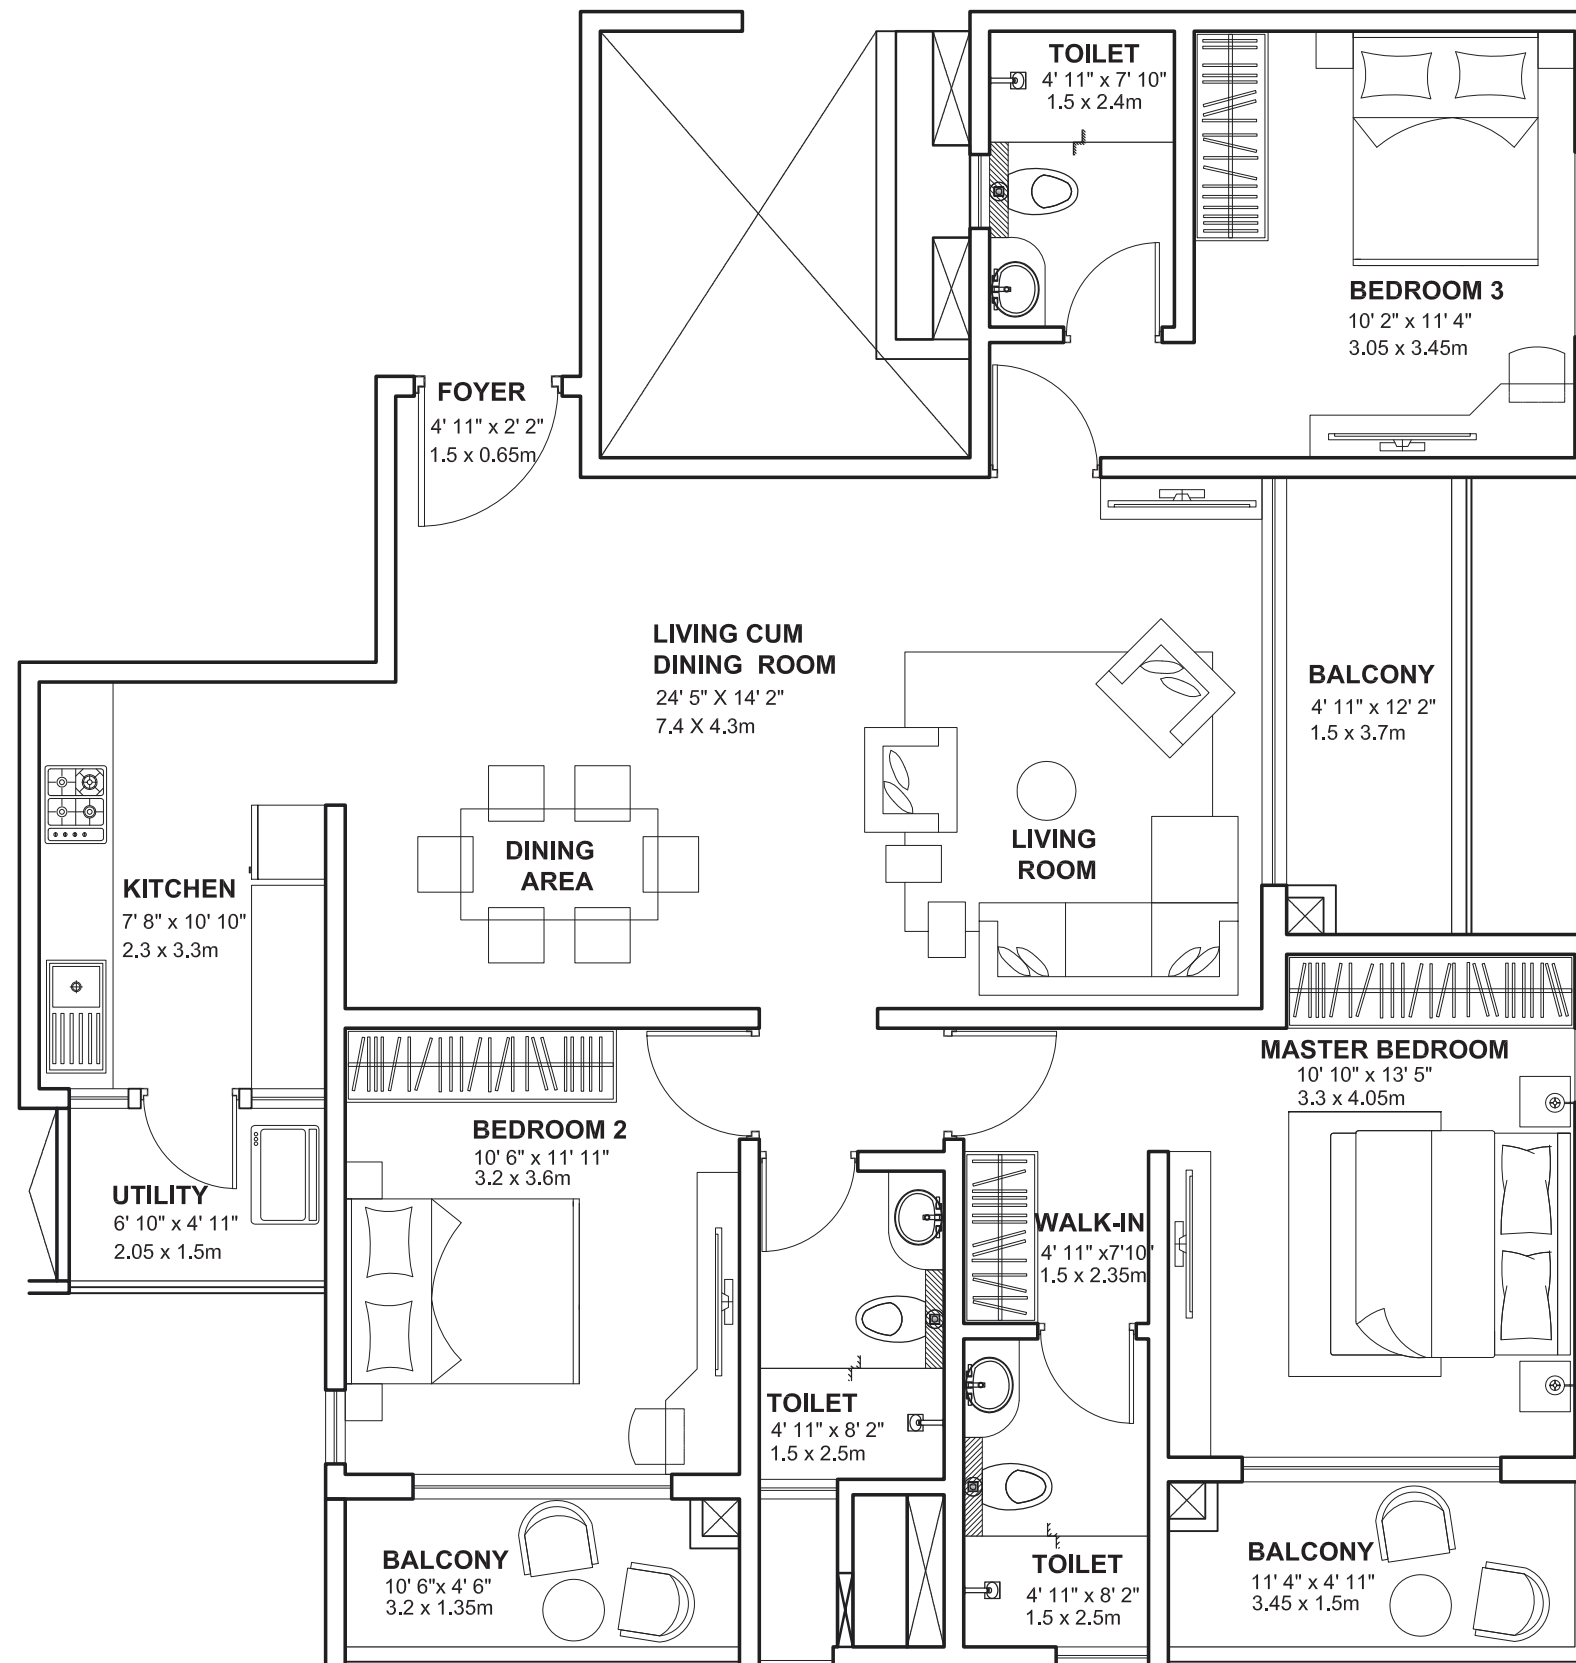 TOILET
4' 11" x 7' 10"
1.5 x 2.4m
BEDROOM 3
10' 2" x 11' 4"
3.05 x 3.45m
FOYER
4' 11" x 2' 2"
1.5 x 0.65m
LIVING CUM
DINING ROOM
24' 5" X 14' 2"
7.4 X 4.3m
BALCONY
4' 11" x 12' 2"
1.5 x 3.7m
DINING
AREA
LIVING
ROOM
KITCHEN
7' 8" x 10' 10"
2.3 x 3.3m
MASTER BEDROOM
10' 10" x 13' 5"
3.3 x 4.05m
BEDROOM 2
10' 6" x 11' 11"
3.2 x 3.6m
UTILITY
6' 10" x 4' 11"
2.05 x 1.5m
WALK-IN
4' 11" x7'10'
1.5 x 2.35m
TOILET
4' 11" x 8' 2"
1.5 x 2.5m
BALCONY
10' 6"x 4' 6"
3.2 x 1.35m
TOILET
4' 11" x 8' 2"
1.5 x 2.5m
BALCONY
11' 4"x 4' 11"
3.45 x 1.5m